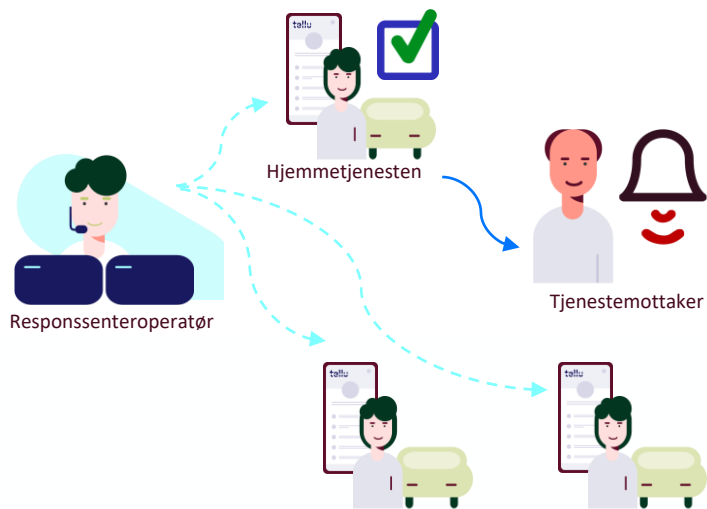 tellu
Hjemmetjenesten
Responssenteroperatør
Tjenestemottaker
tellu
tellu